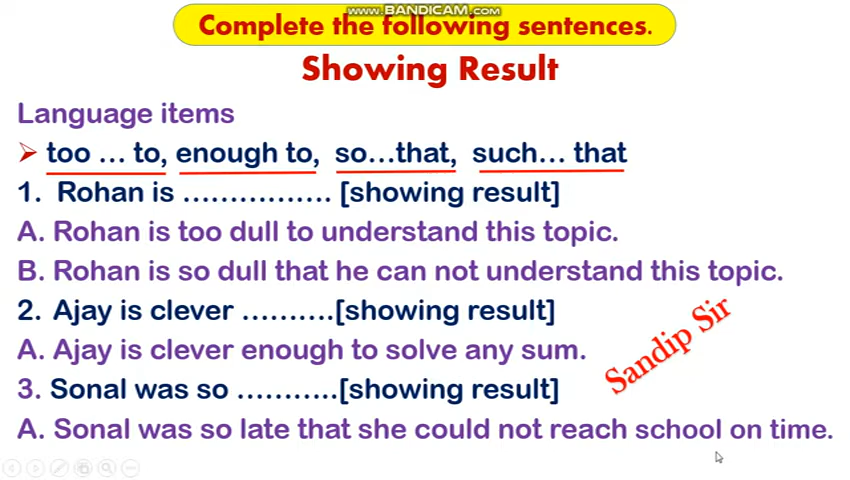 www.BANDICAM.com
Complete the following sentences.
Showing Result
Language items
➢ too … to, enough to, so…that, such… that
1. Rohan is ……………. [showing result]
A. Rohan is too dull to understand this topic.
B. Rohan is so dull that he can not understand this topic.
2. Ajay is clever ……….[showing result]
A. Ajay is clever enough to solve any sum.
Sandip Sir
3. Sonal was so ………..[showing result]
A. Sonal was so late that she could not reach school on time.